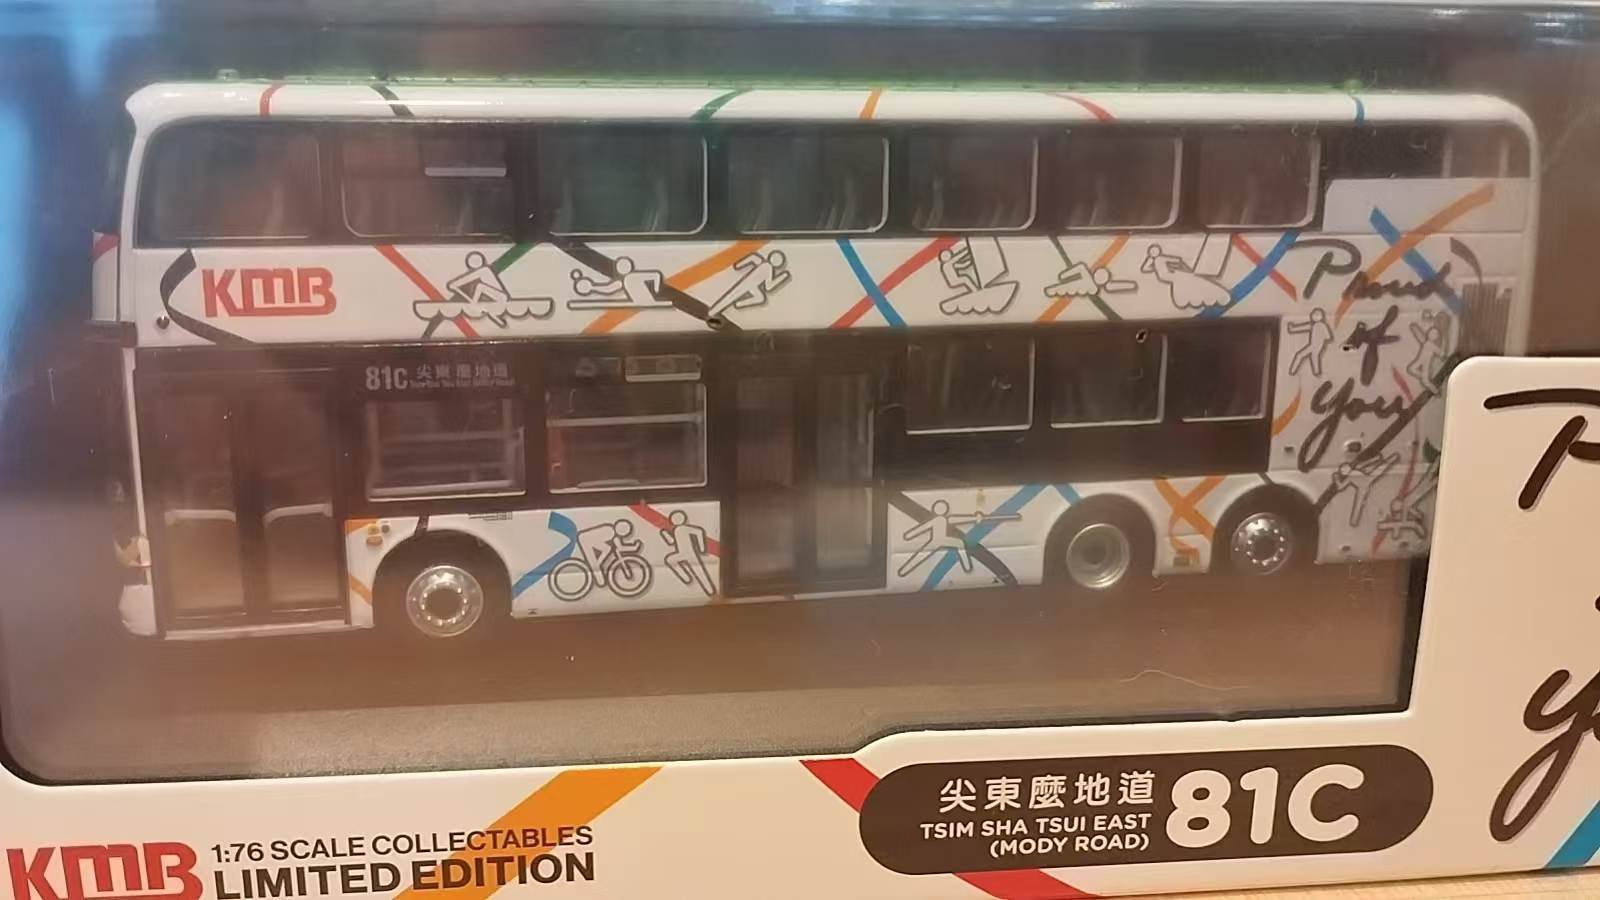 KMB
Proud
of
You
81C 尖東麼地道
KMB
1:76 SCALE COLLECTABLES
LIMITED EDITION
尖東麼地道
TSIM SHA TSUI EAST
(MODY ROAD)
81C